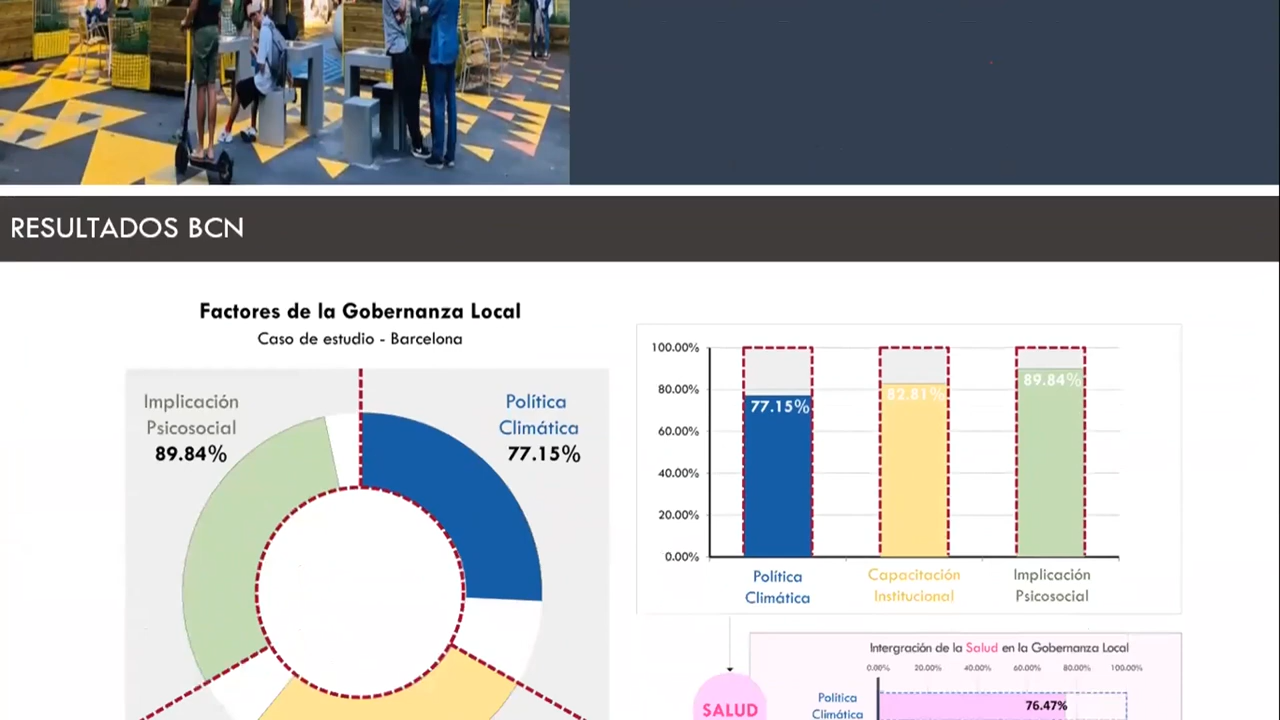 RESULTADOS BCN
Factores de la Gobernanza Local
Caso de estudio - Barcelona
Implicación
Psicosocial
89.84%
Política
Climática
77.15%
100.00%
80.00%
60.00%
40.00%
20.00%
0.00%
77.15%
82.81%
89.84%
Política
Climática
Capacitación
Institucional
Implicación
Psicosocial
Intergración de la Salud en la Gobernanza Local
0.00% 20.00% 40.00% 60.00% 80.00% 100.00%
SALUD
Política
Climática
76.47%